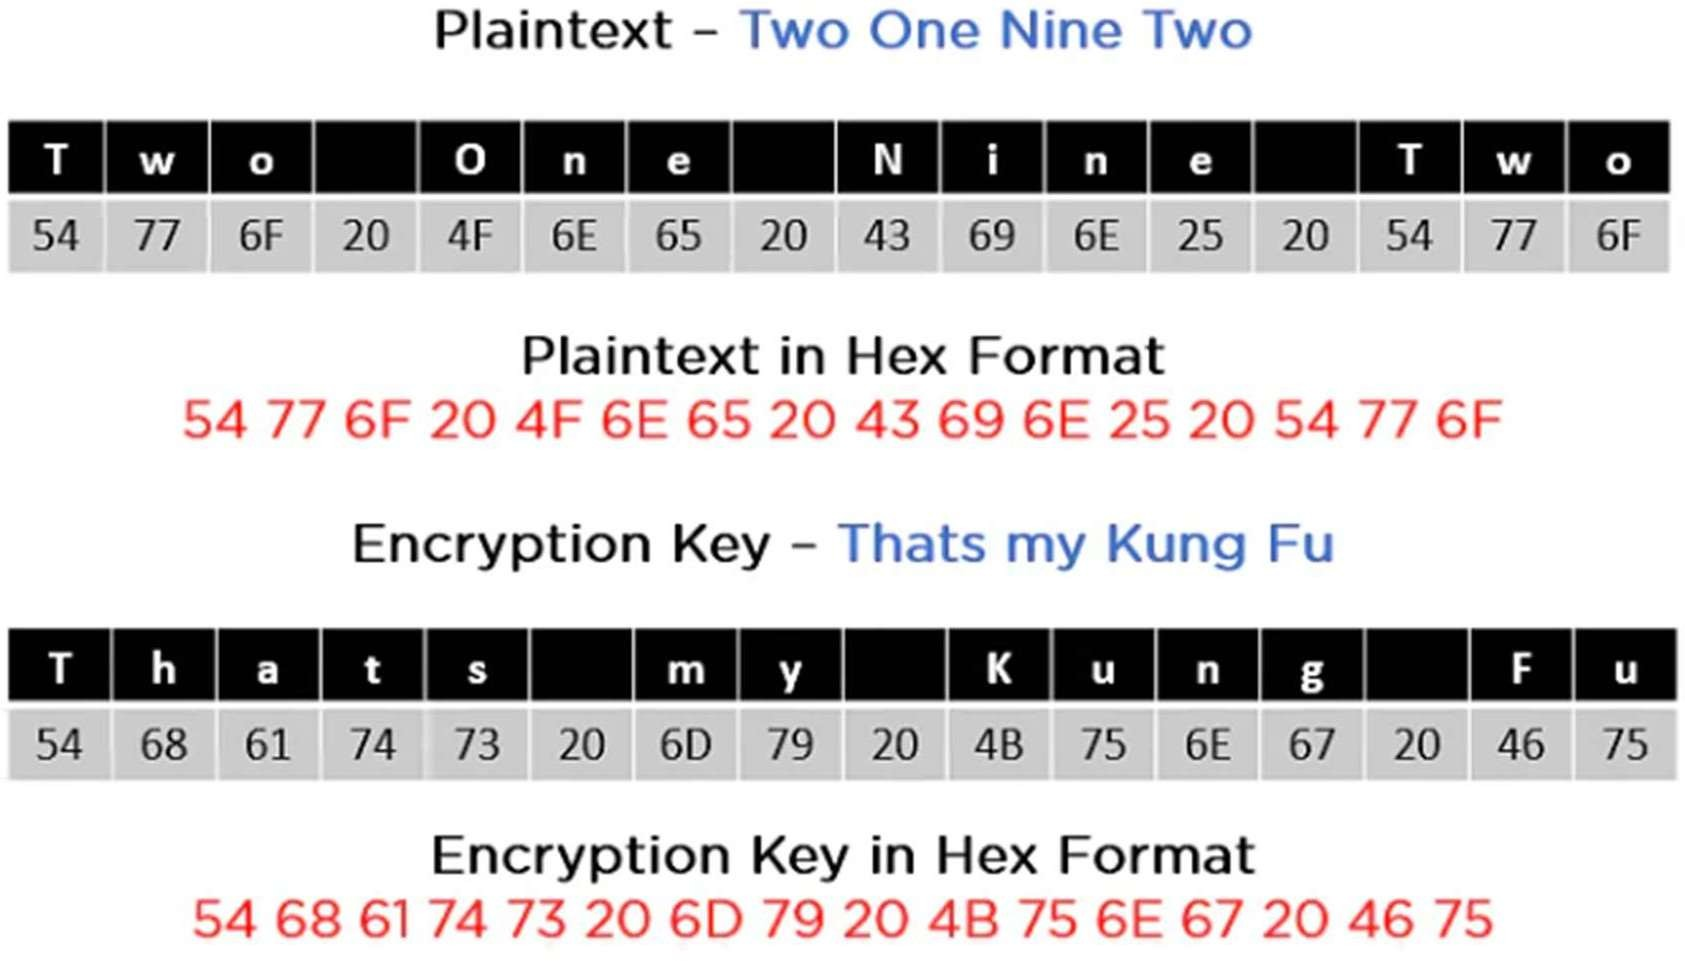 Plaintext – Two One Nine Two
T w o O n e N i n e T w o
54 77 6F 20 4F 6E 65 20 43 69 6E 25 20 54 77 6F
Plaintext in Hex Format
54 77 6F 20 4F 6E 65 20 43 69 6E 25 20 54 77 6F
Encryption Key – Thats my Kung Fu
T h a t s m y K u n g F u
54 68 61 74 73 20 6D 79 20 4B 75 6E 67 20 46 75
Encryption Key in Hex Format
54 68 61 74 73 20 6D 79 20 4B 75 6E 67 20 46 75